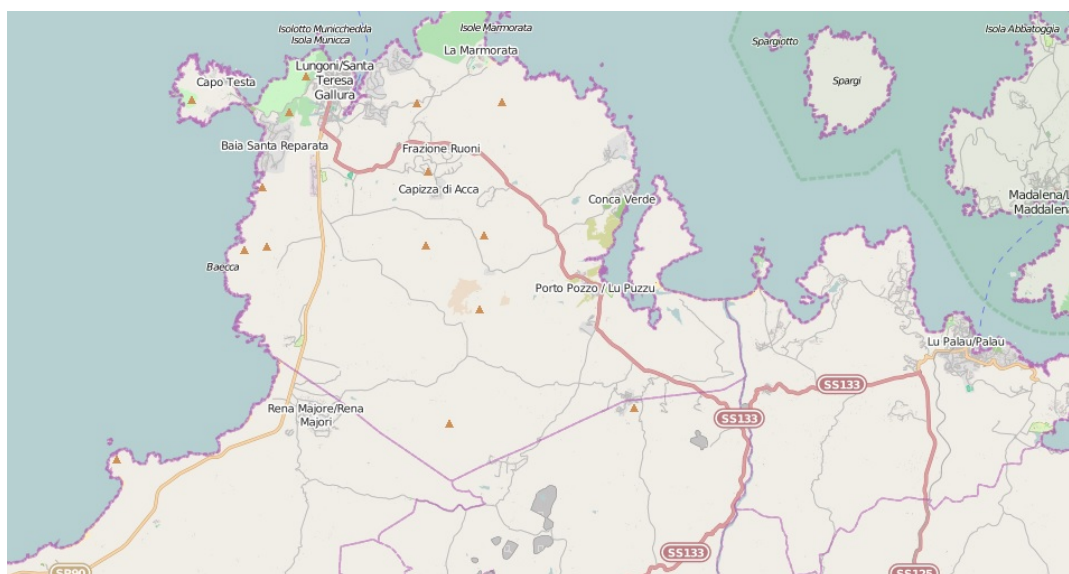 Isolotto Municchedda
Isola Municca
Isole Marmorata
Isola Abbatoggia
Spargiotto
La Marmorata
Lungoni/Santa
Teresa
Gallura
Capo Testa
Spargi
Baia Santa Reparata
Frazione Ruoni
Capizza di Acca
Conca Verde
Madalena/L
Maddalena
Baecca
Porto Pozzo / Lu Puzzu
Lu Palau/Palau
SS133
Rena Majore/Rena
Majori
SS133
SS133
SP90
SS125